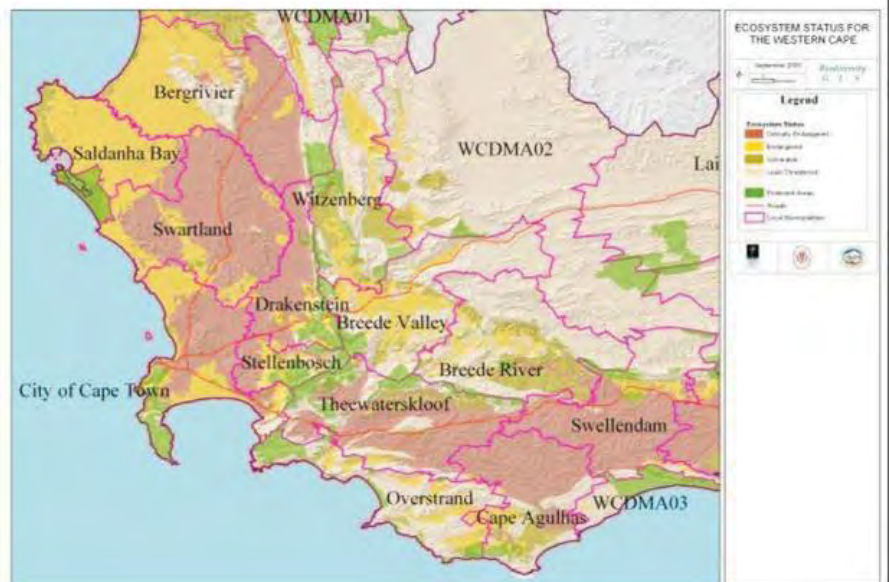 ECOSYSTEM STATUS FOR
THE WESTERN CAPE
Legend
Ecosystem Status
Critically Endangered
Endangered
Vulnerable
Least Threatened
Protected Areas
Roads
Local Municipalities
WCDMA01
Bergrivier
WCDMA02
Saldanha Bay
Lai
Witzenberg
Swartland
Drakenstein
Breede Valley
Stellenbosch
Breede River
City of Cape Town
Theewaterskloof
Swellendam
Overstrand
WCDMA03
Cape Agulhas